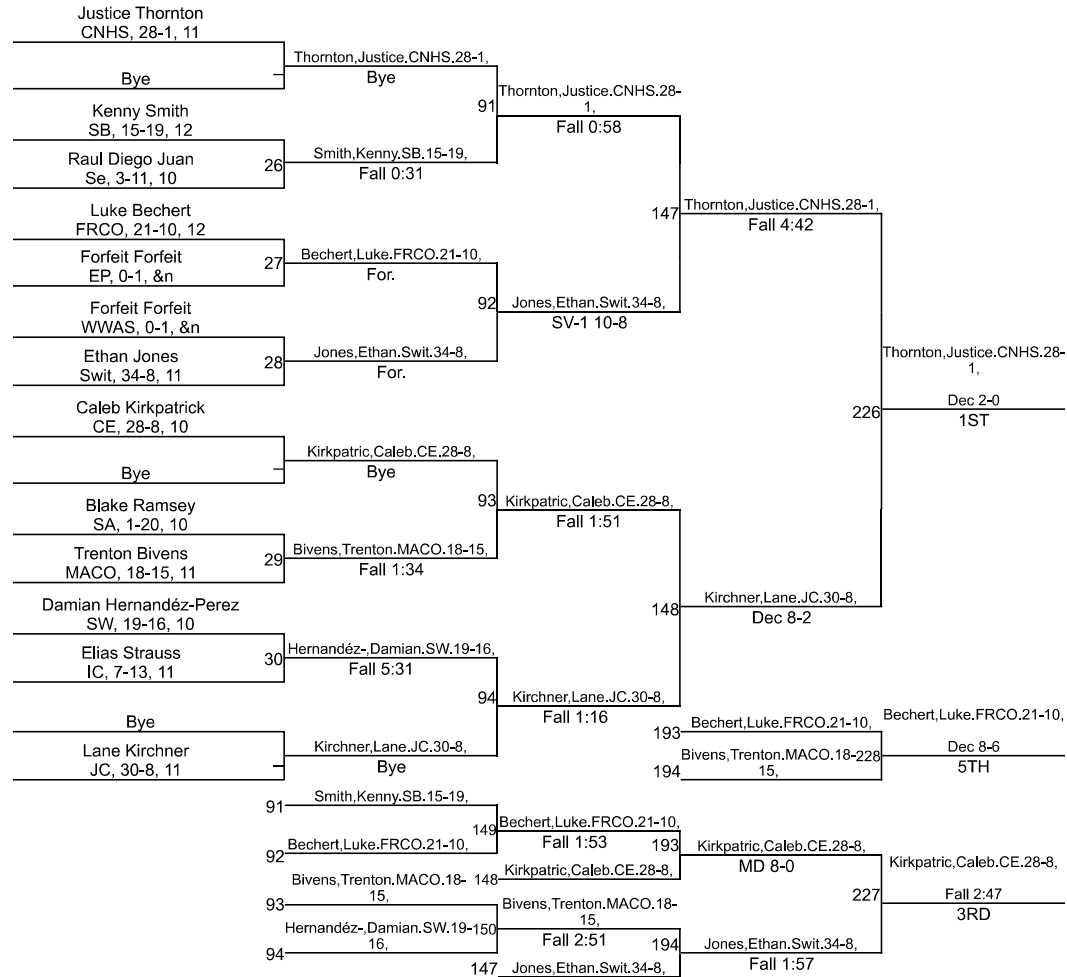 Justice Thornton
CNHS, 28-1, 11
Bye
Kenny Smith
SB, 15-19, 12
Raul Diego Juan
Se, 3-11, 10
26
Luke Bechert
FRCO, 21-10, 12
Forfeit Forfeit
EP, 0-1, &n
27
Forfeit Forfeit
WWAS, 0-1, &n
Ethan Jones
Swit, 34-8, 11
28
Caleb Kirkpatrick
CE, 28-8, 10
Bye
Blake Ramsey
SA, 1-20, 10
Trenton Bivens
MACO, 18-15, 11
29
Damian Hernandéz-Perez
SW, 19-16, 10
Elias Strauss
IC, 7-13, 11
30
Bye
Lane Kirchner
JC, 30-8, 11
Thornton,Justice.CNHS.28-1,
Bye
91
Smith,Kenny.SB.15-19,
Fall 0:31
Bechert,Luke.FRCO.21-10,
For.
92
Jones,Ethan.Swit.34-8,
For.
Kirkpatric,Caleb.CE.28-8,
Bye
93
Bivens,Trenton.MACO.18-15,
Fall 1:34
Hernandéz-,Damian.SW.19-16,
Fall 5:31
94
Kirchner,Lane.JC.30-8,
Bye
Thornton,Justice.CNHS.28-
1,
Fall 0:58
147
Jones,Ethan.Swit.34-8,
SV-1 10-8
Kirkpatric,Caleb.CE.28-8,
Fall 1:51
148
Kirchner,Lane.JC.30-8,
Fall 1:16
Thornton,Justice.CNHS.28-1,
Fall 4:42
226
Kirchner,Lane.JC.30-8,
Dec 8-2
Thornton,Justice.CNHS.28-
1,
Dec 2-0
1ST
193
Bechert,Luke.FRCO.21-10,
194
Bivens,Trenton.MACO.18-
15,
228
Bechert,Luke.FRCO.21-10,
Dec 8-6
5TH
91
Smith,Kenny.SB.15-19,
92
Bechert,Luke.FRCO.21-10,
149
Bechert,Luke.FRCO.21-10,
Fall 1:53
148
Kirkpatric,Caleb.CE.28-8,
193
Kirkpatric,Caleb.CE.28-8,
MD 8-0
93
Bivens,Trenton.MACO.18-
15,
94
Hernandéz-,Damian.SW.19-
16,
150
Bivens,Trenton.MACO.18-
15,
Fall 2:51
147
Jones,Ethan.Swit.34-8,
194
Jones,Ethan.Swit.34-8,
Fall 1:57
227
Kirkpatric,Caleb.CE.28-8,
Fall 2:47
3RD